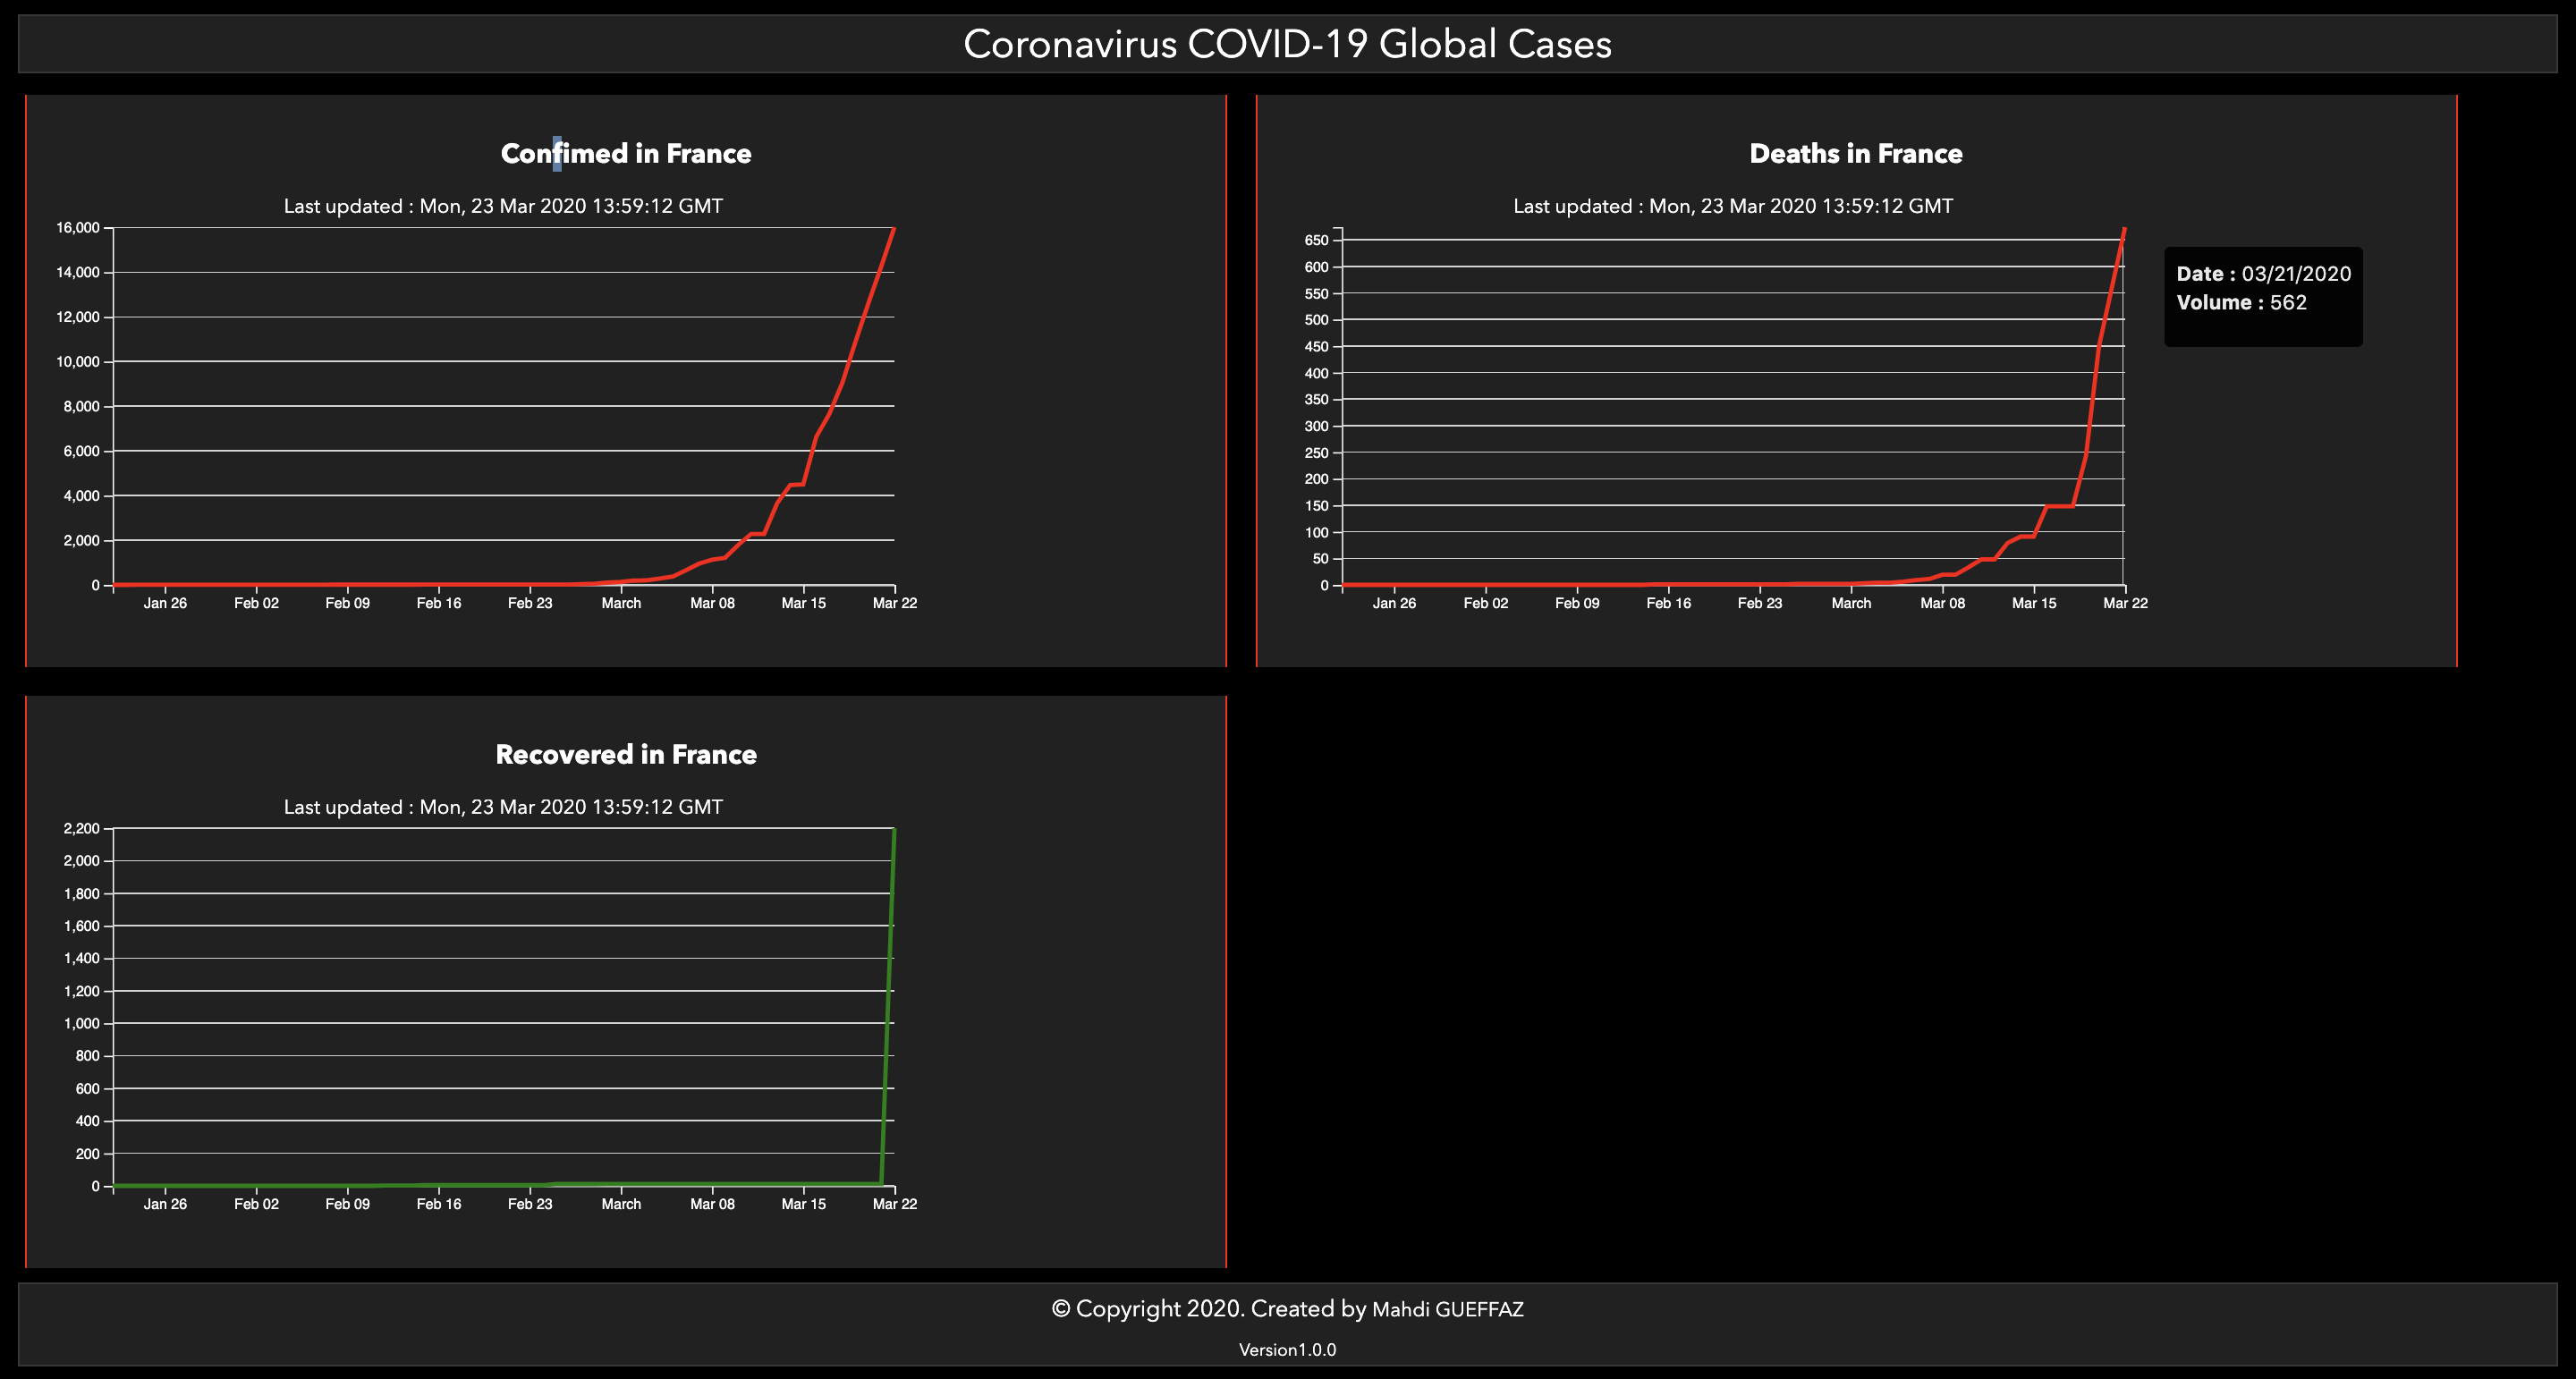 Coronavirus COVID-19 Global Cases
Confimed in France
Last updated : Mon, 23 Mar 2020 13:59:12 GMT
16,000
14,000
12,000
10,000
8,000
6,000
4,000
2,000
0
Jan 26 Feb 02 Feb 09 Feb 16 Feb 23 March Mar 08 Mar 15 Mar 22
Deaths in France
Last updated : Mon, 23 Mar 2020 13:59:12 GMT
650
600
550
500
450
400
350
300
250
200
150
100
50
0
Jan 26 Feb 02 Feb 09 Feb 16 Feb 23 March Mar 08 Mar 15 Mar 22
Date : 03/21/2020
Volume : 562
Recovered in France
Last updated : Mon, 23 Mar 2020 13:59:12 GMT
2,200
2,000
1,800
1,600
1,400
1,200
1,000
800
600
400
200
0
Jan 26 Feb 02 Feb 09 Feb 16 Feb 23 March Mar 08 Mar 15 Mar 22
© Copyright 2020. Created by Mahdi GUEFFAZ
Version1.0.0